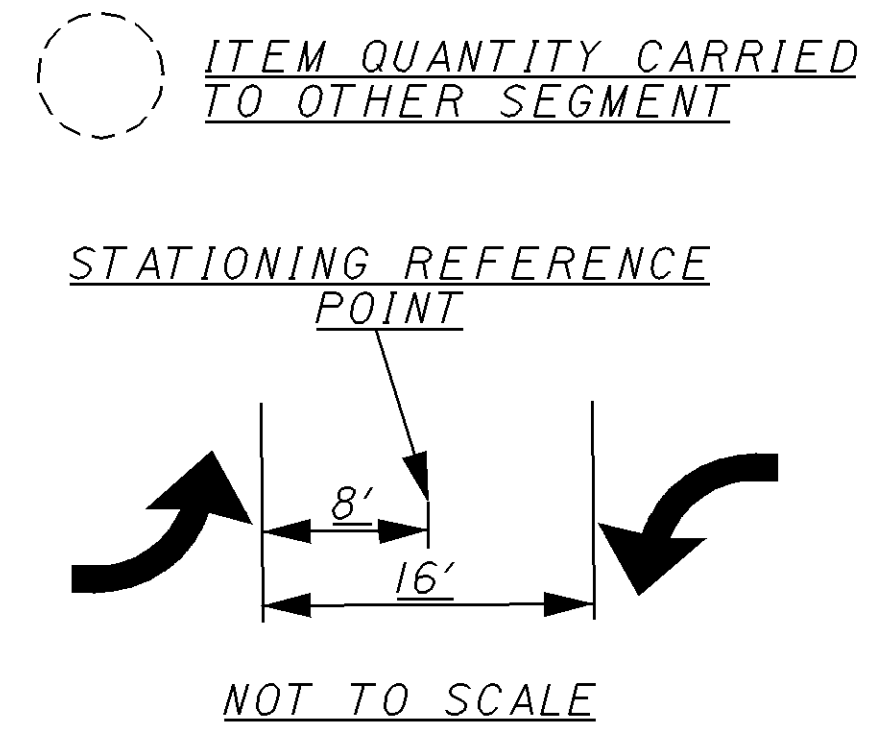 ITEM QUANTITY CARRIED
TO OTHER SEGMENT
STATIONING REFERENCE
POINT
8'
16'
NOT TO SCALE